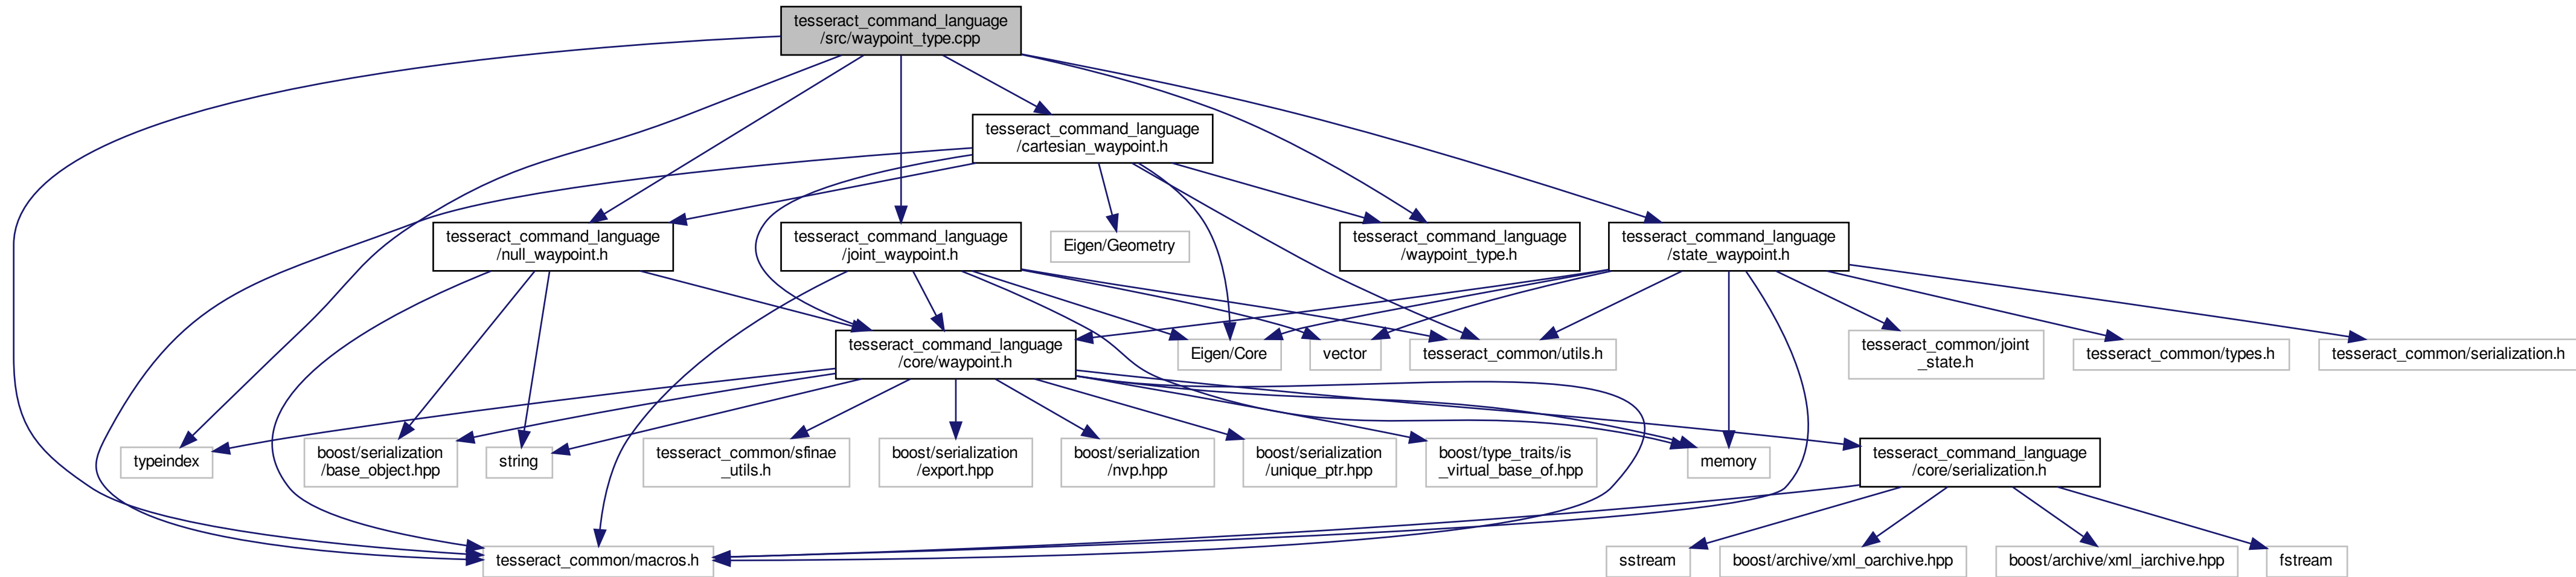 tesseract_command_language
/src/waypoint_type.cpp
tesseract_command_language
/cartesian_waypoint.h
tesseract_command_language
/null_waypoint.h
tesseract_command_language
/joint_waypoint.h
Eigen/Geometry
tesseract_command_language
/waypoint_type.h
tesseract_command_language
/state_waypoint.h
tesseract_command_language
/core/waypoint.h
Eigen/Core
vector
tesseract_common/utils.h
tesseract_common/joint
_state.h
tesseract_common/types.h
tesseract_common/serialization.h
typeindex
boost/serialization
/base_object.hpp
string
tesseract_common/sfinae
_utils.h
boost/serialization
/export.hpp
boost/serialization
/nvp.hpp
boost/serialization
/unique_ptr.hpp
boost/type_traits/is
_virtual_base_of.hpp
memory
tesseract_command_language
/core/serialization.h
tesseract_common/macros.h
sstream
boost/archive/xml_oarchive.hpp
boost/archive/xml_iarchive.hpp
fstream